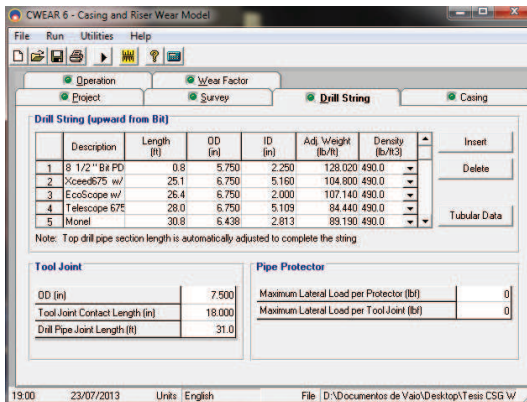 CWEAR 6 - Casing and Riser Wear Model
File Run Utilities Help
Operation Wear Factor
Project Survey Drill String Casing
Drill String (upward from Bit)
Description Length (ft) OD (in) ID (in) Adj. Weight (lb/ft) Density (lb/ft3)
1 8 1/2" Bit PD 0.8 5.750 2.250 128.020 490.0
2 Xceed675 w/ 25.1 6.750 5.160 104.800 490.0
3 EcoScope w/ 26.4 6.750 2.000 107.140 490.0
4 Telescope 675 28.0 6.750 5.109 84.440 490.0
5 Monel 30.8 6.438 2.813 89.190 490.0
Insert
Delete
Tubular Data
Note: Top drill pipe section length is automatically adjusted to complete the string
Tool Joint
OD (in) 7.500
Tool Joint Contact Length (in) 18.000
Drill Pipe Joint Length (ft) 31.0
Pipe Protector
Maximum Lateral Load per Protector (lbf) 0
Maximum Lateral Load per Tool Joint (lbf) 0
19:00 23/07/2013 Units English File D:\Documentos de Vaio\Desktop\Tesis CSG W